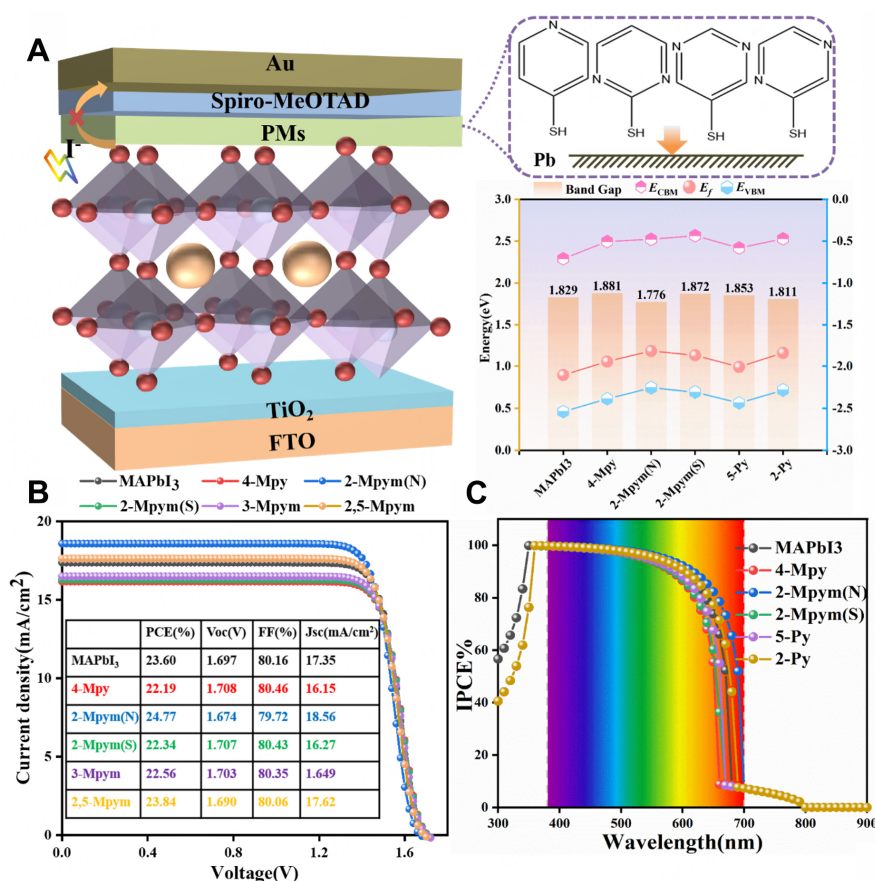 A
Au
Spiro-MeOTAD
PMs
I-
TiO2
FTO
N
SH
N N
SH
N N
SH
N
N
SH
Pb
Band Gap ECBM Ef EVBM
3.0
2.5
2.0
1.5
1.0
0.5
0.0
Energy(eV)
1.829 1.881 1.776 1.872 1.853 1.811
0.0
-0.5
-1.0
-1.5
-2.0
-2.5
-3.0
MAPbI3 4-Mpy 2-Mpym(N) 2-Mpym(S) 5-Py 2-Py
B
MAPbI3 4-Mpy 2-Mpym(N)
2-Mpym(S) 3-Mpym 2,5-Mpym
20
15
10
5
0
Current density(mA/cm2)
PCE(%) Voc(V) FF(%) Jsc(mA/cm2)
MAPbI3 23.60 1.697 80.16 17.35
4-Mpy 22.19 1.708 80.46 16.15
2-Mpym(N) 24.77 1.674 79.72 18.56
2-Mpym(S) 22.34 1.707 80.43 16.27
3-Mpym 22.56 1.703 80.35 1.649
2,5-Mpym 23.84 1.690 80.06 17.62
0.0 0.4 0.8 1.2 1.6
Voltage(V)
C
100
80
60
40
20
0
IPCE%
MAPbI3
4-Mpy
2-Mpym(N)
2-Mpym(S)
5-Py
2-Py
300 400 500 600 700 800 900
Wavelength(nm)